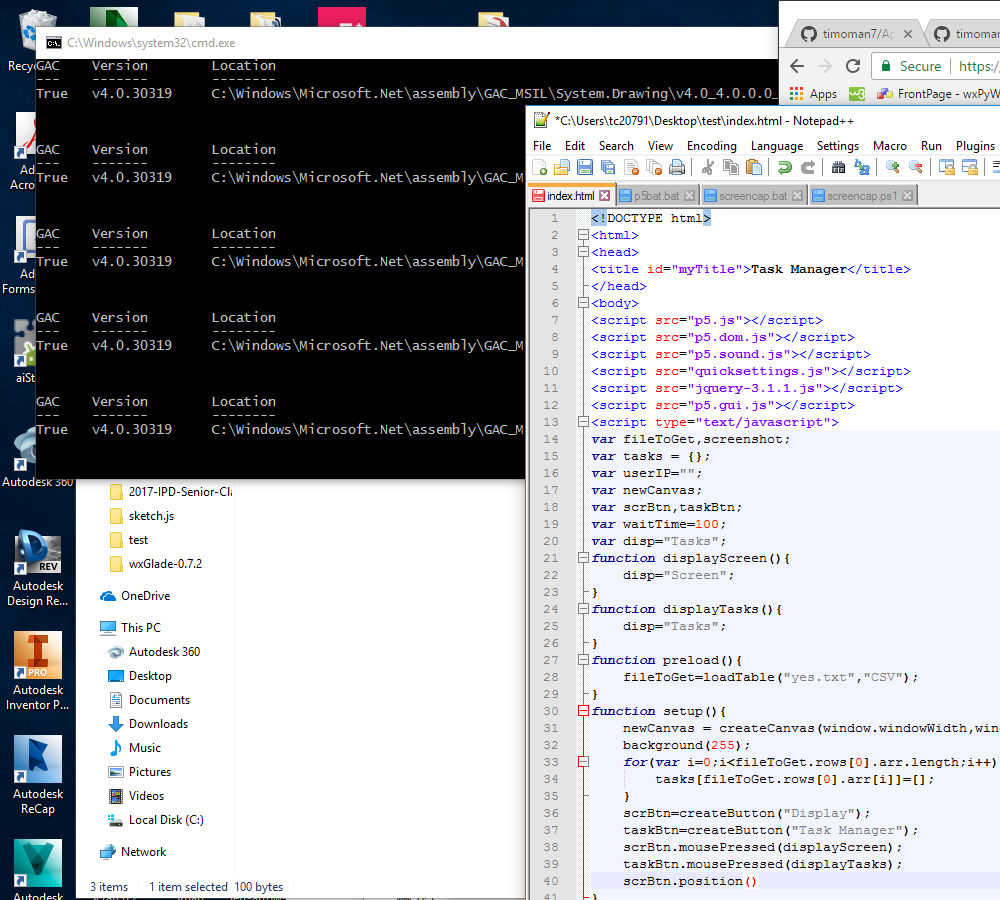 Recy
Ad
Acro
Ad
Forms
aiSt
Autodesk 360
REV
Autodesk
Design Re...
PRO
Autodesk
Inventor P...
Autodesk
ReCap
Autodesk
C:\Windows\system32\cmd.exe
GAC Version Location
--- ------- --------
True v4.0.30319 C:\Windows\Microsoft.Net\assembly\GAC_MSIL\System.Drawing\v4.0_4.0.0.0_
GAC Version Location
--- ------- --------
True v4.0.30319 C:\Windows\Microsoft.Net\assembly\GAC_M
GAC Version Location
--- ------- --------
True v4.0.30319 C:\Windows\Microsoft.Net\assembly\GAC_M
GAC Version Location
--- ------- --------
True v4.0.30319 C:\Windows\Microsoft.Net\assembly\GAC_M
GAC Version Location
--- ------- --------
True v4.0.30319 C:\Windows\Microsoft.Net\assembly\GAC_M
2017-IPD-Senior-Cla
sketch.js
test
wxGlade-0.7.2
OneDrive
This PC
Autodesk 360
Desktop
Documents
Downloads
Music
Pictures
Videos
Local Disk (C:)
Network
3 items 1 item selected 100 bytes
timoman7/Ap timoman
Secure https:/
Apps FrontPage - wxPyW
*C:\Users\tc20791\Desktop\test\index.html - Notepad++
File Edit Search View Encoding Language Settings Macro Run Plugins
index.html p5bat.bat screencap.bat screencap.ps1
1 <!DOCTYPE html>
2 <html>
3 <head>
4 <title id="myTitle">Task Manager</title>
5 </head>
6 <body>
7 <script src="p5.js"></script>
8 <script src="p5.dom.js"></script>
9 <script src="p5.sound.js"></script>
10 <script src="quicksettings.js"></script>
11 <script src="jquery-3.1.1.js"></script>
12 <script src="p5.gui.js"></script>
13 <script type="text/javascript">
14 var fileToGet,screenshot;
15 var tasks = {};
16 var userIP="";
17 var newCanvas;
18 var scrBtn,taskBtn;
19 var waitTime=100;
20 var disp="Tasks";
21 function displayScreen(){
22 disp="Screen";
23 }
24 function displayTasks(){
25 disp="Tasks";
26 }
27 function preload(){
28 fileToGet=loadTable("yes.txt","CSV");
29 }
30 function setup(){
31 newCanvas = createCanvas(window.windowWidth,win
32 background(255);
33 for(var i=0;i<fileToGet.rows[0].arr.length;i++)
34 tasks[fileToGet.rows[0].arr[i]]=[];
35 }
36 scrBtn=createButton("Display");
37 taskBtn=createButton("Task Manager");
38 scrBtn.mousePressed(displayScreen);
39 taskBtn.mousePressed(displayTasks);
40 scrBtn.position()
41 }